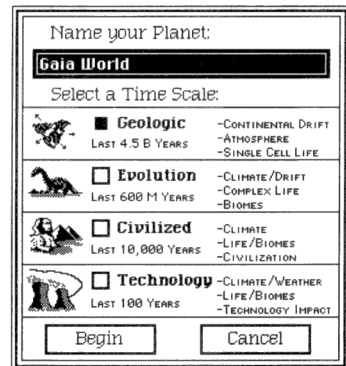 Name your Planet:
Gaia World
Select a Time Scale:
Geologic
Last 4.5 B Years
-Continental Drift
-Atmosphere
-Single Cell Life
Evolution
Last 600 M Years
-Climate/Drift
-Complex Life
-Biomes
Civilized
Last 10,000 Years
-Climate
-Life/Biomes
-Civilization
Technology
Last 100 Years
-Climate/Weather
-Life/Biomes
-Technology Impact
Begin
Cancel